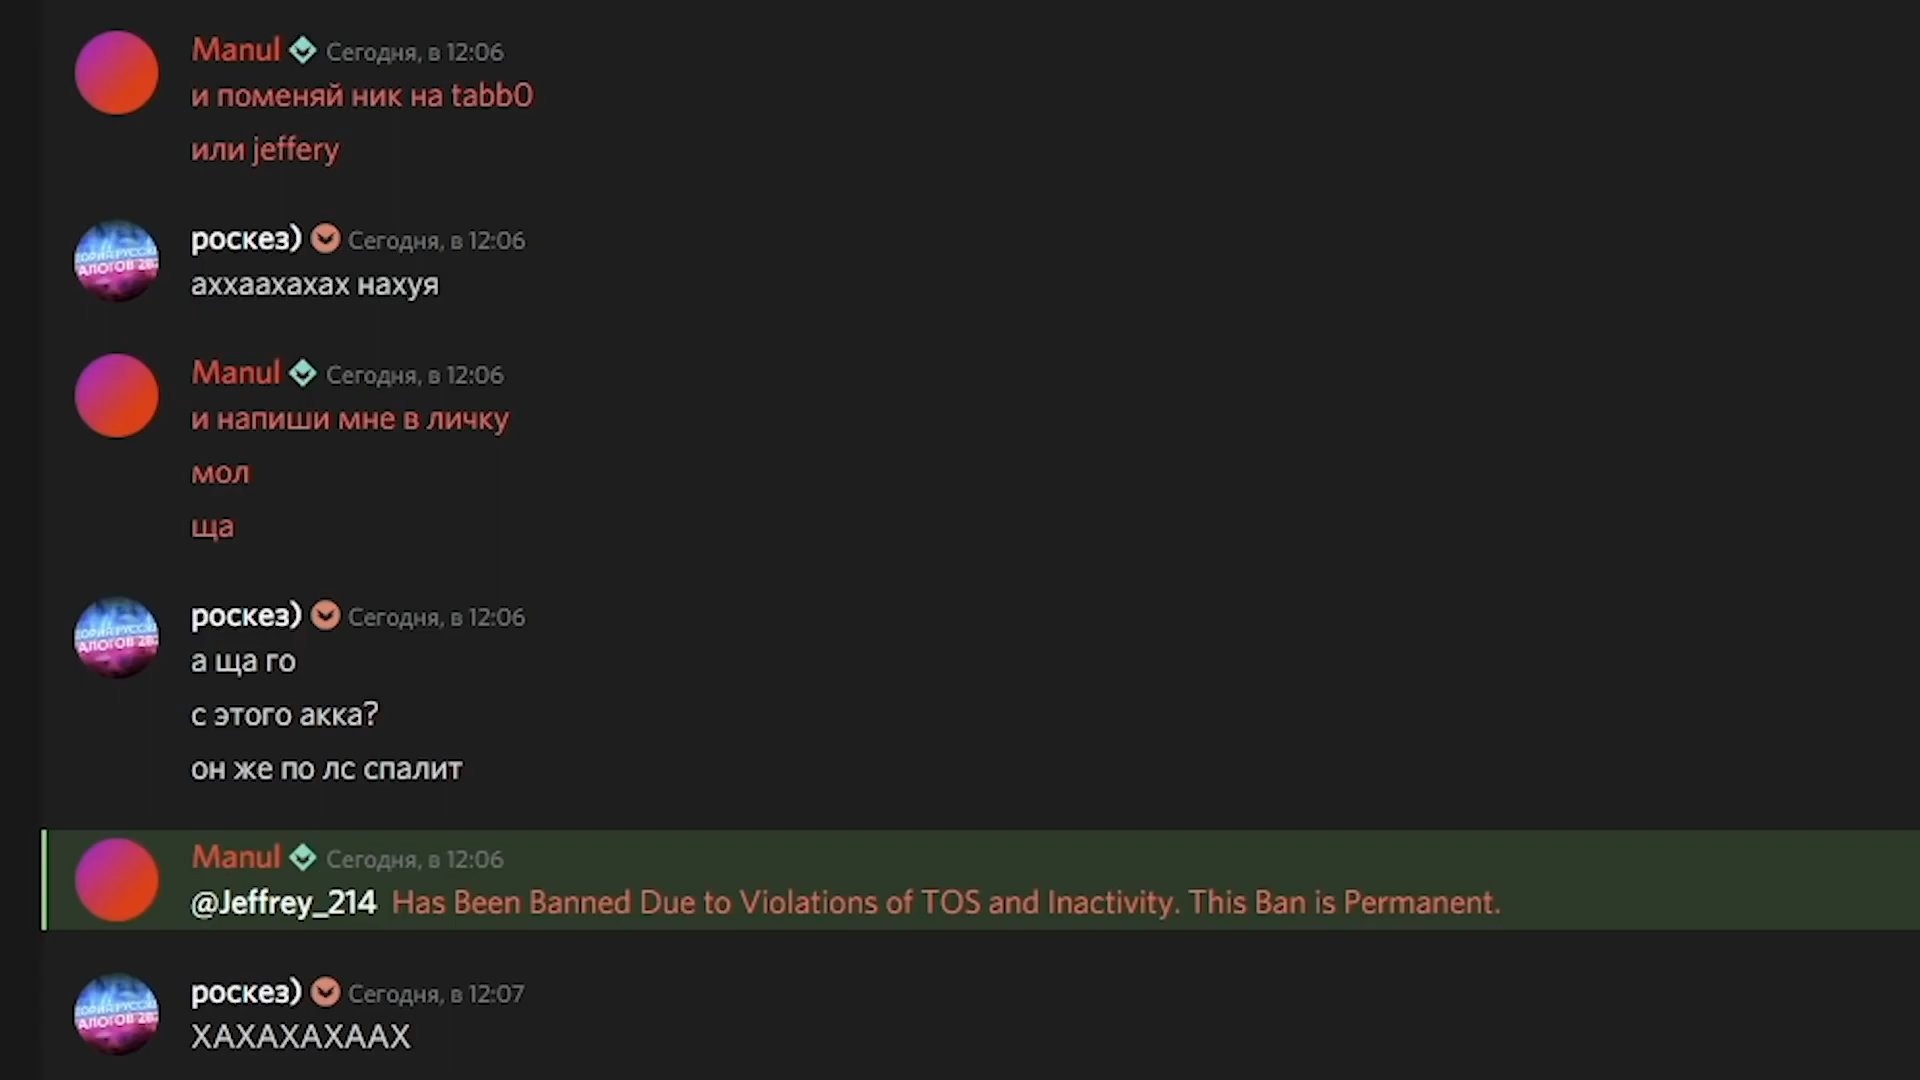 Manul Сегодня, в 12:06
и поменяй ник на tabb0
или jeffery
роскез) Сегодня, в 12:06
аххаахахах нахуя
Manul Сегодня, в 12:06
и напиши мне в личку
мол
ща
роскез) Сегодня, в 12:06
а ща го
с этого акка?
он же по лс спалит
Manul Сегодня, в 12:06
@Jeffrey_214 Has Been Banned Due to Violations of TOS and Inactivity. This Ban is Permanent.
роскез) Сегодня, в 12:07
ХАХАХАХААХ